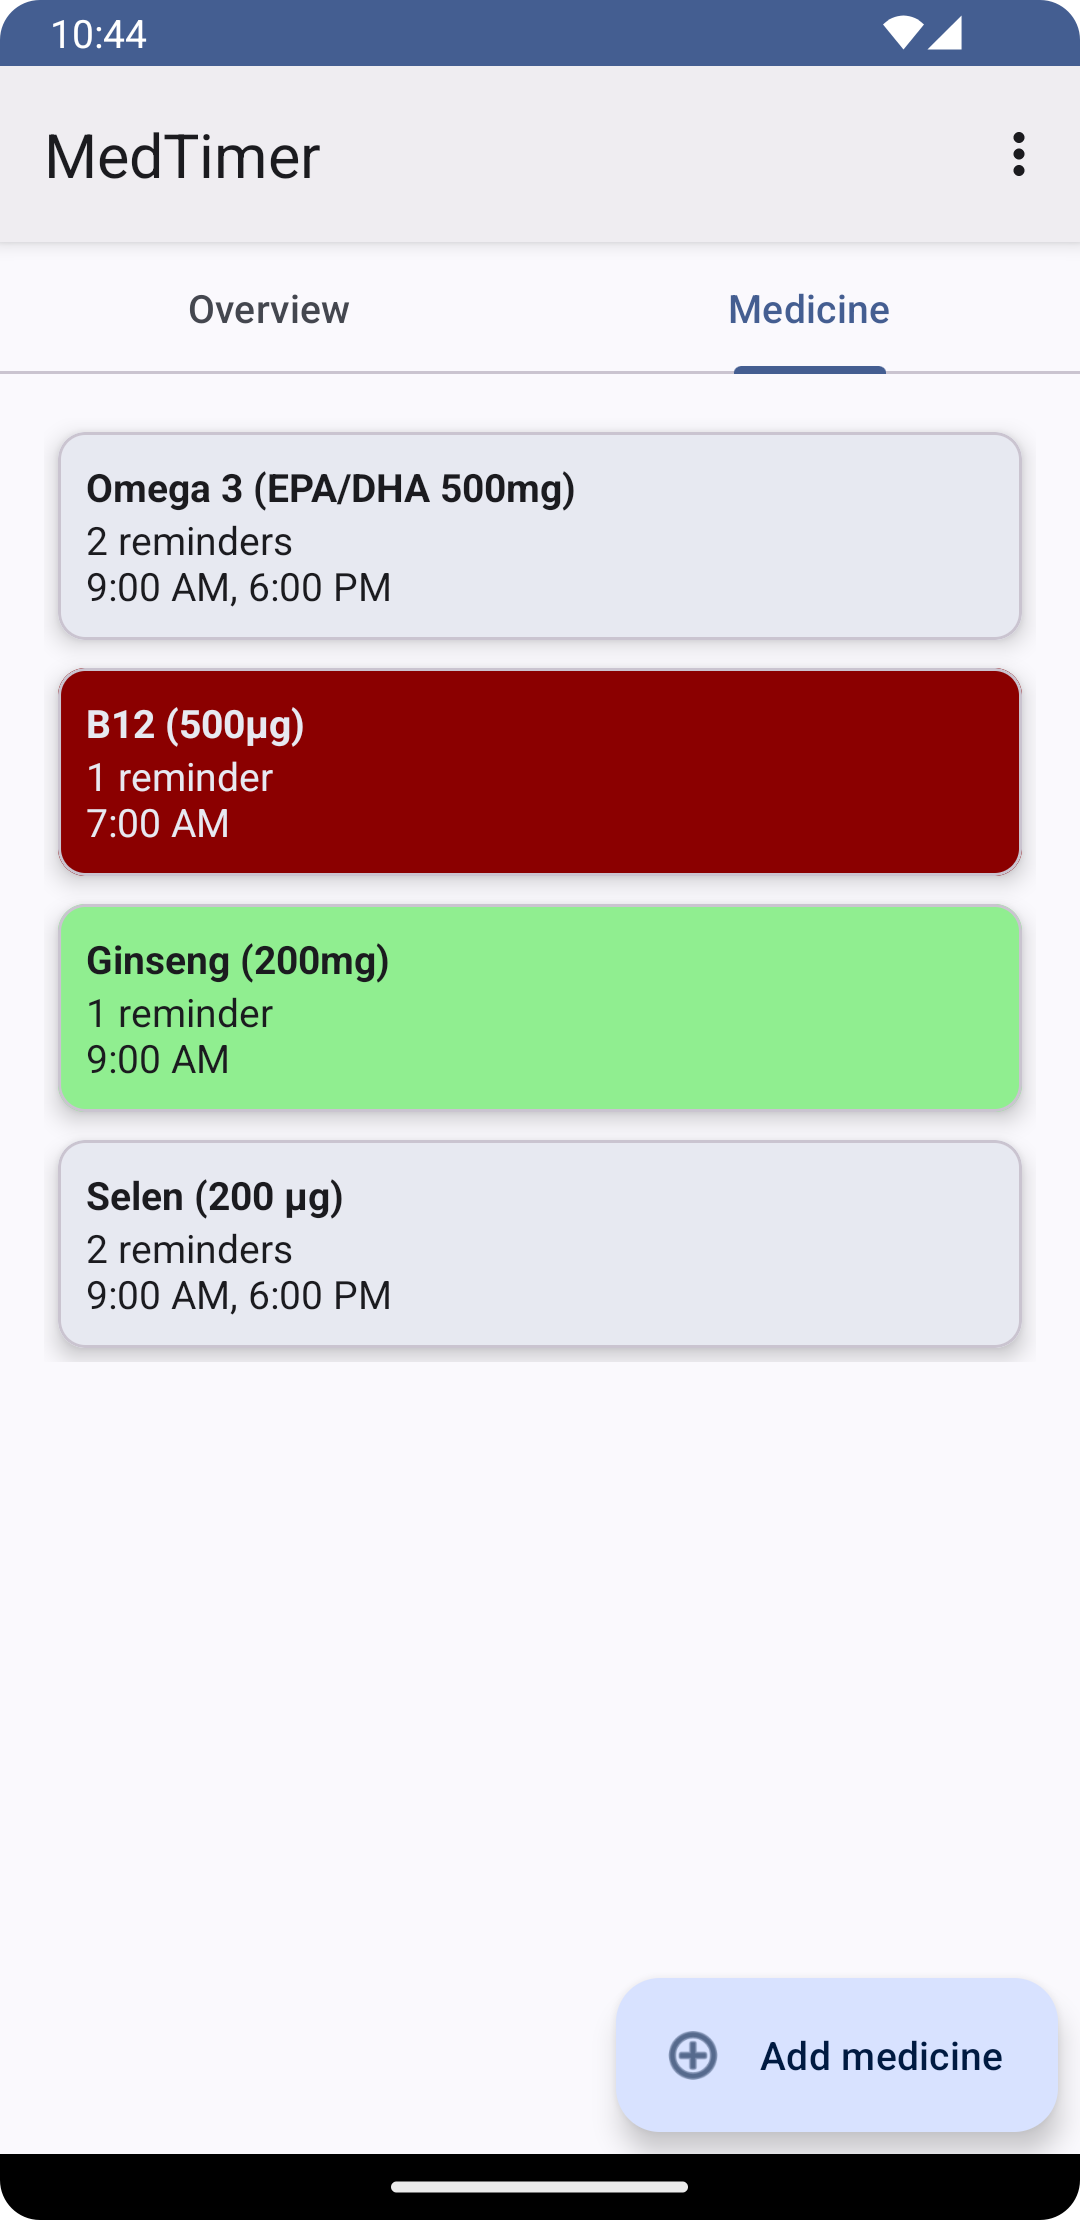 10:44
MedTimer
Overview
Medicine
Omega 3 (EPA/DHA 500mg)
2 reminders
9:00 AM, 6:00 PM
B12 (500µg)
1 reminder
7:00 AM
Ginseng (200mg)
1 reminder
9:00 AM
Selen (200 µg)
2 reminders
9:00 AM, 6:00 PM
Add medicine